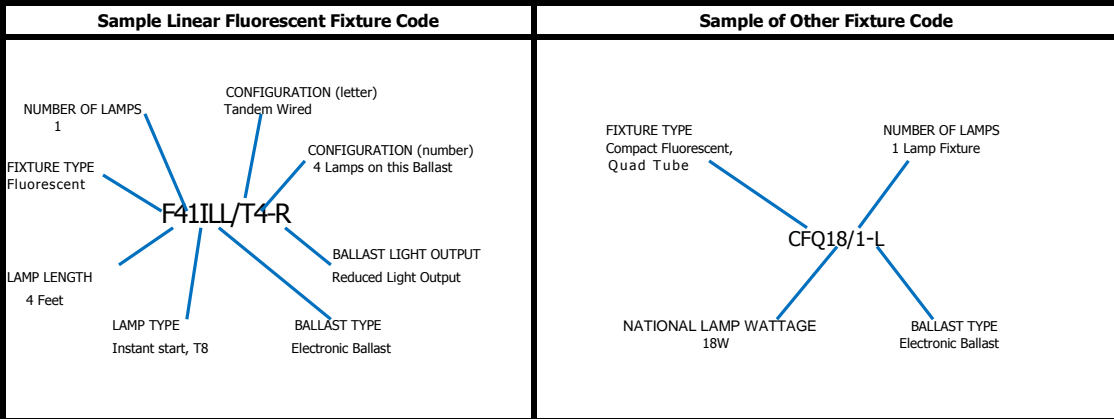 Sample Linear Fluorescent Fixture Code
CONFIGURATION (letter)
Tandem Wired
NUMBER OF LAMPS
1
CONFIGURATION (number)
4 Lamps on this Ballast
FIXTURE TYPE
Fluorescent
F41ILL/T4-R
BALLAST LIGHT OUTPUT
Reduced Light Output
LAMP LENGTH
4 Feet
LAMP TYPE
Instant start, T8
BALLAST TYPE
Electronic Ballast
Sample of Other Fixture Code
FIXTURE TYPE
Compact Fluorescent,
Quad Tube
NUMBER OF LAMPS
1 Lamp Fixture
CFQ18/1-L
NATIONAL LAMP WATTAGE
18W
BALLAST TYPE
Electronic Ballast